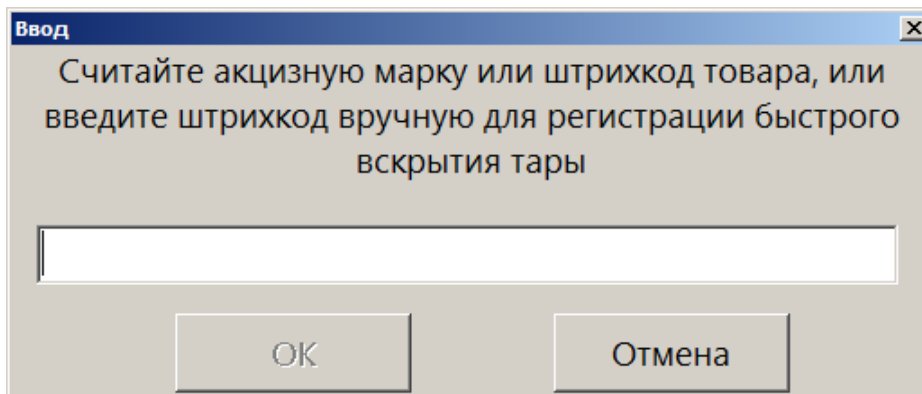 Ввод
Считайте акцизную марку или штрихкод товара, или
введите штрихкод вручную для регистрации быстрого
вскрытия тары
OK
Отмена